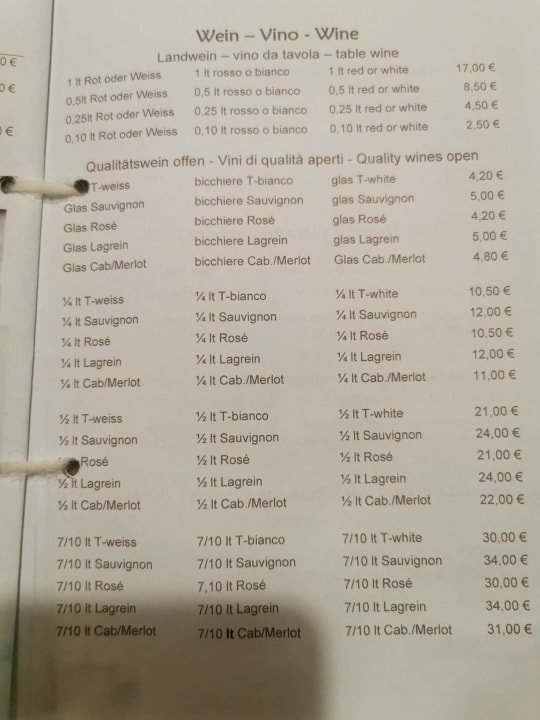 0 €
Wein – Vino - Wine
Landwein – vino da tavola – table wine
0 €
1 lt Rot oder Weiss 1 lt rosso o bianco 1 lt red or white 17,00 €
0,5lt Rot oder Weiss 0,5 lt rosso o bianco 0,5 lt red or white 8,50 €
0,25lt Rot oder Weiss 0,25 lt rosso o bianco 0,25 lt red or white 4,50 €
€
0,10 lt Rot oder Weiss 0,10 lt rosso o bianco 0,10 lt red or white 2,50 €
Qualitätswein offen - Vini di qualitá aperti - Quality wines open
T-weiss bicchiere T-bianco glas T-white 4,20 €
Glas Sauvignon bicchiere Sauvignon glas Sauvignon 5,00 €
Glas Rosé bicchiere Rosé glas Rosé 4,20 €
Glas Lagrein bicchiere Lagrein glas Lagrein 5,00 €
Glas Cab/Merlot bicchiere Cab./Merlot Glas Cab./Merlot 4,80 €
¼ lt T-weiss ¼ lt T-bianco ¼ lt T-white 10,50 €
¼ lt Sauvignon ¼ lt Sauvignon ¼ lt Sauvignon 12,00 €
¼ lt Rosé ¼ lt Rosé ¼ lt Rosé 10,50 €
¼ lt Lagrein ¼ lt Lagrein ¼ lt Lagrein 12,00 €
¼ lt Cab/Merlot ¼ lt Cab./Merlot ¼ lt Cab./Merlot 11,00 €
½ lt T-weiss ½ lt T-bianco ½ lt T-white 21,00 €
½ lt Sauvignon ½ lt Sauvignon ½ lt Sauvignon 24,00 €
Rosé ½ lt Rosé ½ lt Rosé 21,00 €
½ lt Lagrein ½ lt Lagrein ½ lt Lagrein 24,00 €
½ lt Cab/Merlot ½ lt Cab./Merlot ½ lt Cab./Merlot 22,00 €
7/10 lt T-weiss 7/10 lt T-bianco 7/10 lt T-white 30,00 €
7/10 lt Sauvignon 7/10 lt Sauvignon 7/10 lt Sauvignon 34,00 €
7/10 lt Rosé 7,10 lt Rosé 7/10 lt Rosé 30,00 €
7/10 lt Lagrein 7/10 lt Lagrein 7/10 lt Lagrein 34,00 €
7/10 lt Cab/Merlot 7/10 lt Cab/Merlot 7/10 lt Cab./Merlot 31,00 €